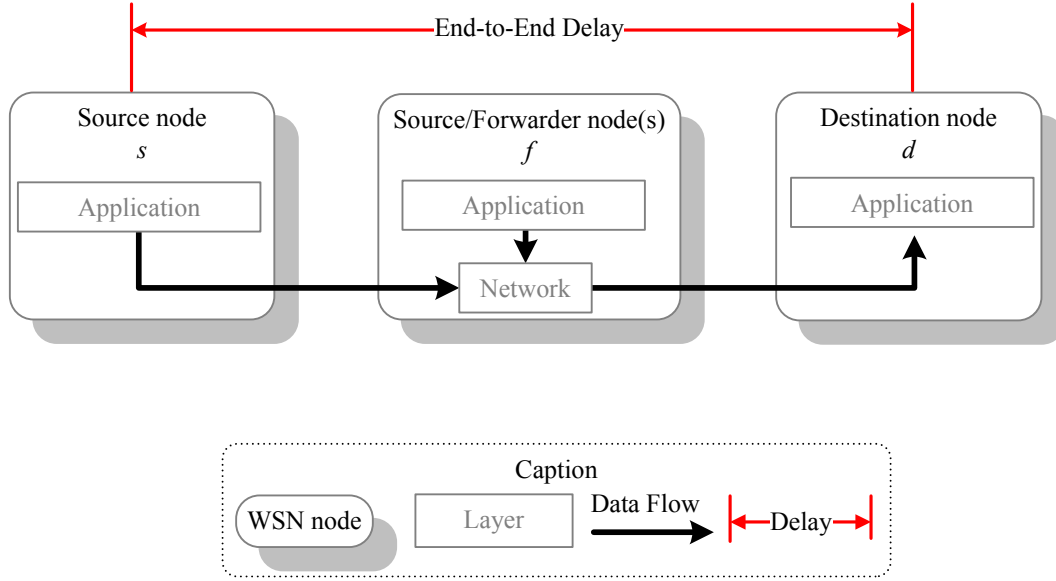 End-to-End Delay
Source node
s
Application
Source/Forwarder node(s)
f
Application
Network
Destination node
d
Application
Caption
WSN node
Layer
Data Flow
Delay